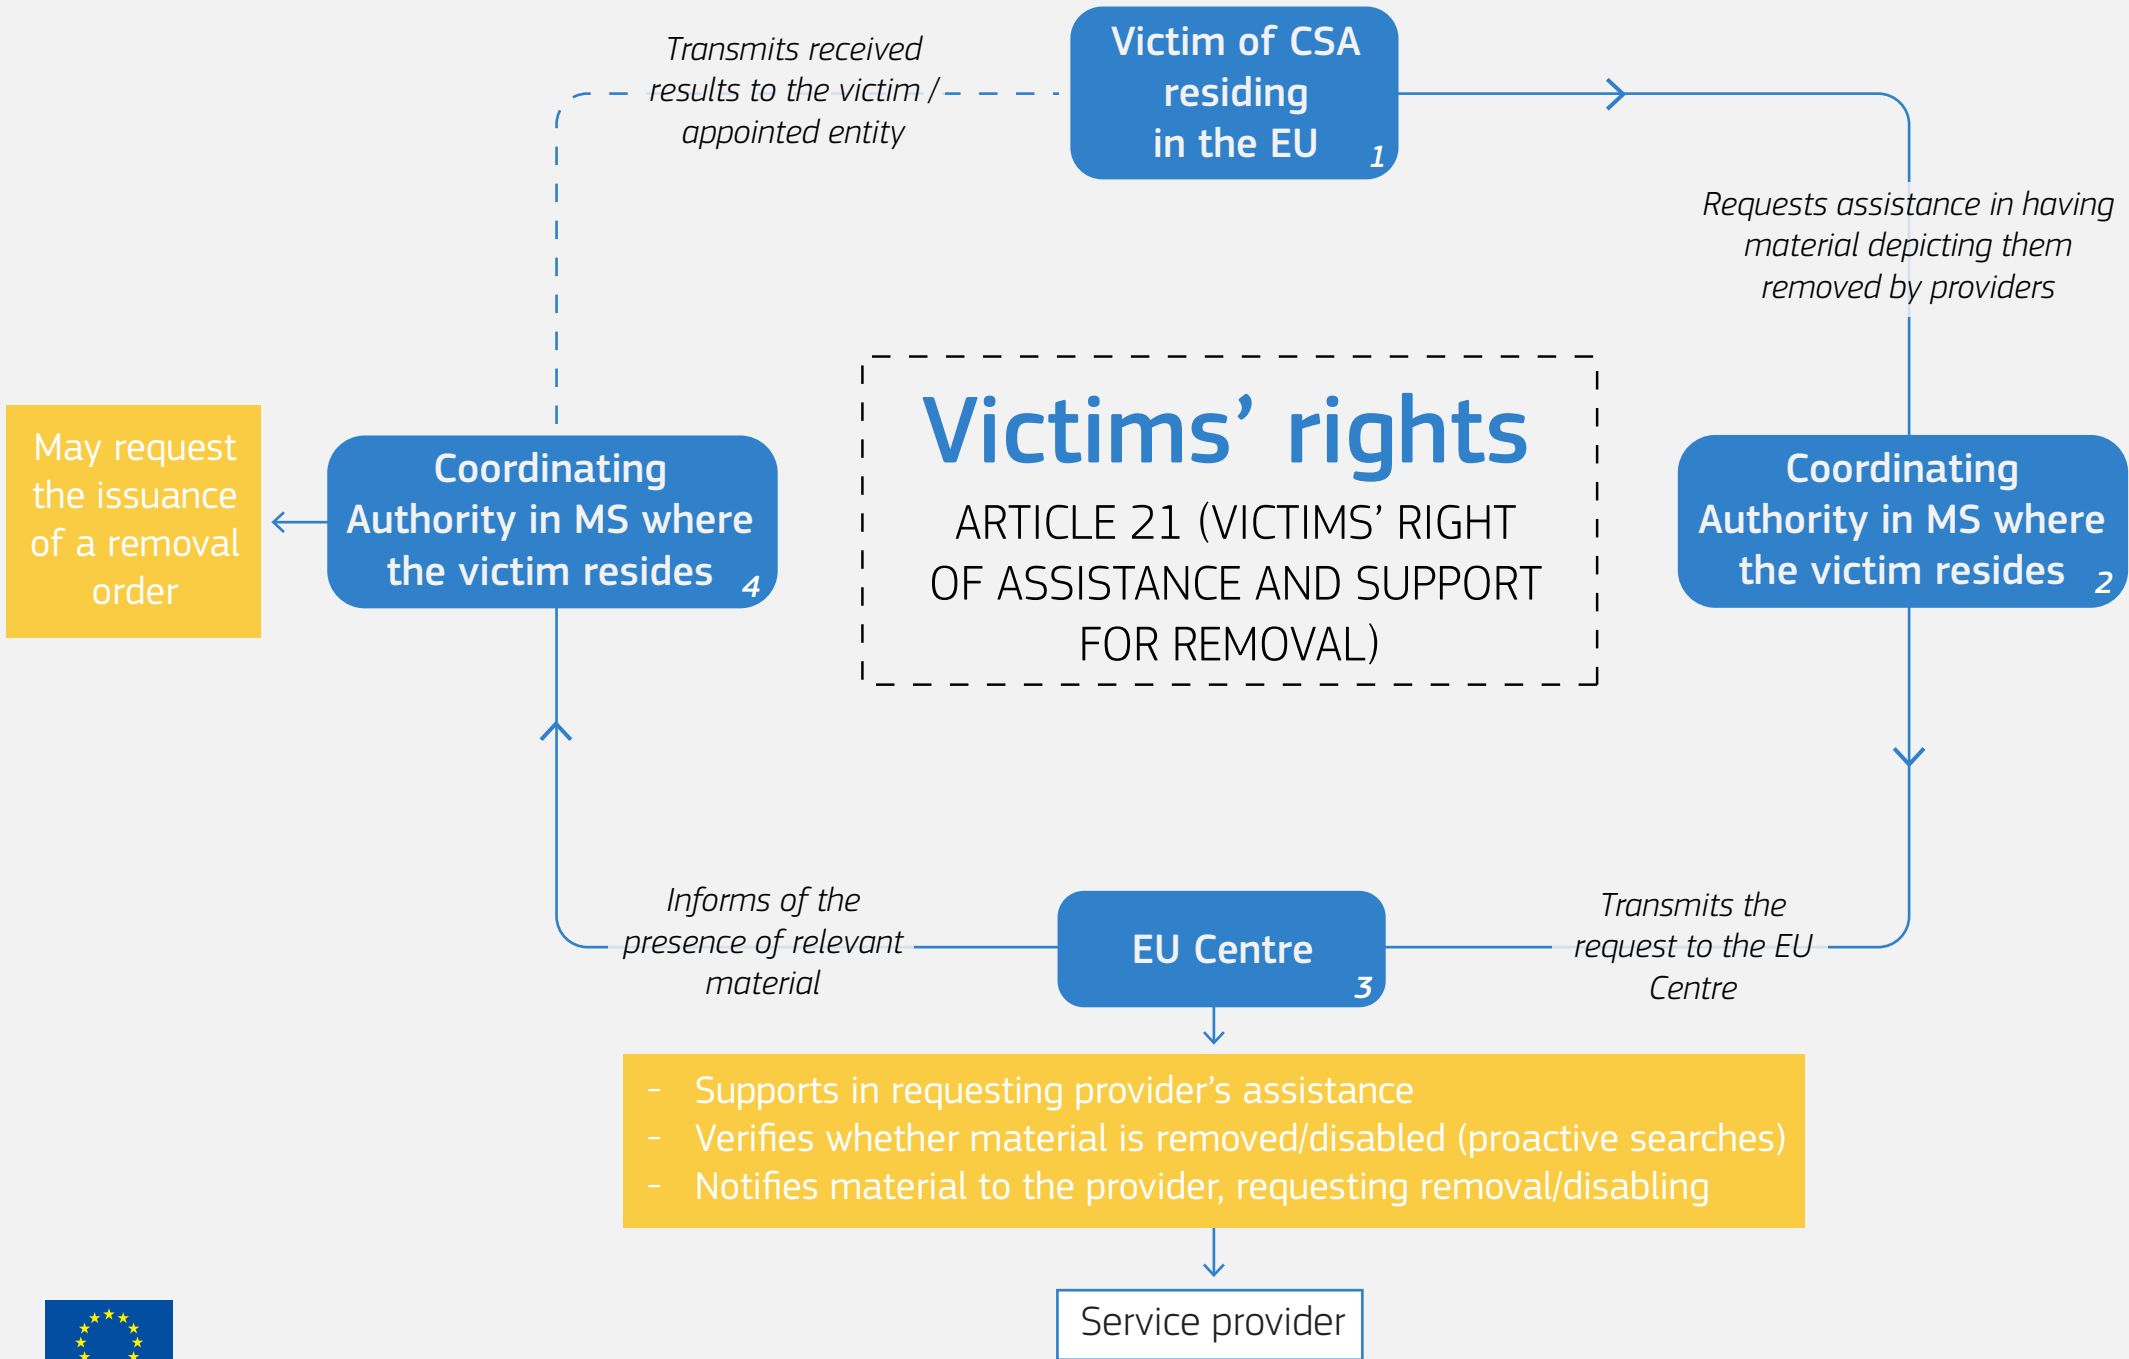 Transmits received
results to the victim /
appointed entity
Victim of CSA
residing
in the EU
1
Requests assistance in having
material depicting them
removed by providers
May request
the issuance
of a removal
order
Coordinating
Authority in MS where
the victim resides
4
Victims’ rights
ARTICLE 21 (VICTIMS’ RIGHT
OF ASSISTANCE AND SUPPORT
FOR REMOVAL)
Coordinating
Authority in MS where
the victim resides
2
Informs of the
presence of relevant
material
EU Centre
3
Transmits the
request to the EU
Centre
- Supports in requesting provider’s assistance
- Verifies whether material is removed/disabled (proactive searches)
- Notifies material to the provider, requesting removal/disabling
Service provider